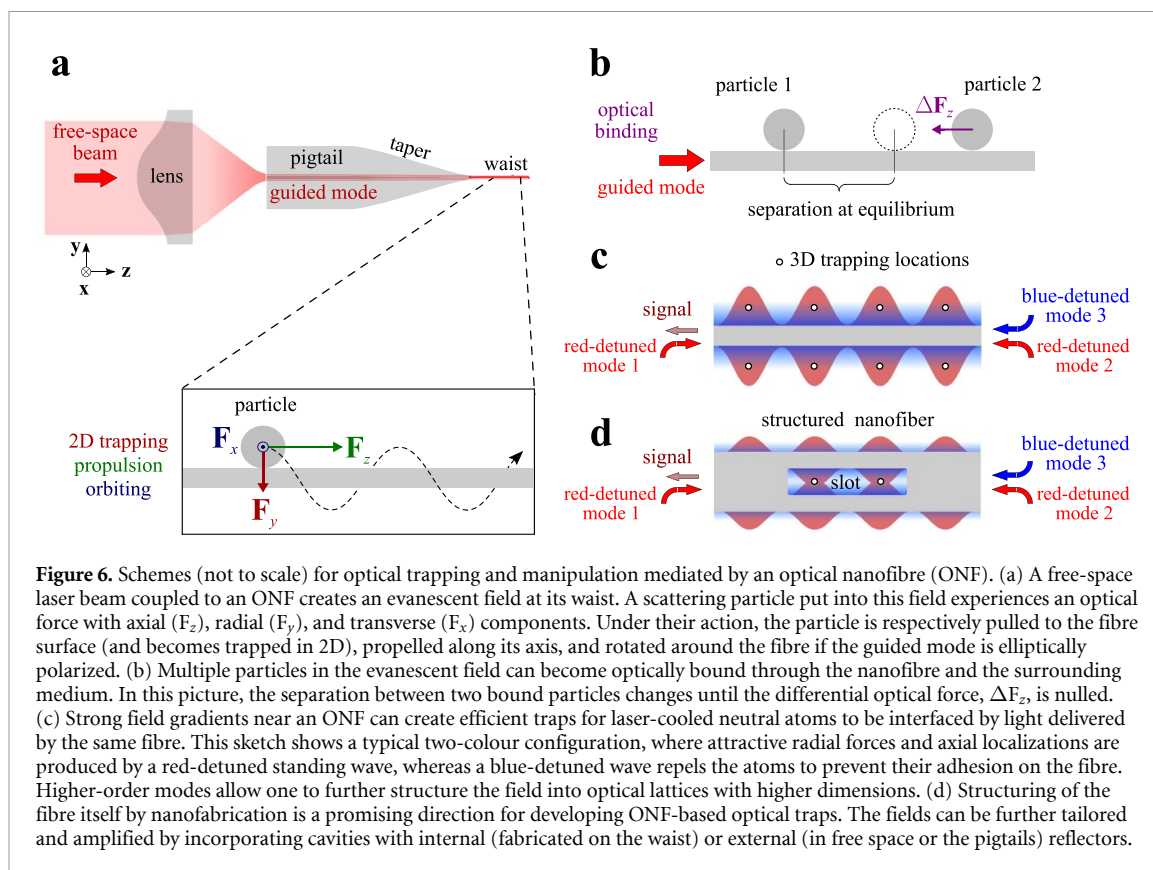 a
free-space
beam
lens
pigtail
taper
guided mode
waist
y
z
x
particle
2D trapping
propulsion
orbiting
Fx
Fz
Fy
b
particle 1
particle 2
optical
binding
ΔFz
guided mode
separation at equilibrium
c
3D trapping locations
signal
red-detuned
mode 1
blue-detuned
mode 3
red-detuned
mode 2
d
structured nanofiber
signal
red-detuned
mode 1
slot
blue-detuned
mode 3
red-detuned
mode 2
Figure 6. Schemes (not to scale) for optical trapping and manipulation mediated by an optical nanofibre (ONF). (a) A free-space
laser beam coupled to an ONF creates an evanescent field at its waist. A scattering particle put into this field experiences an optical
force with axial (Fz), radial (Fy), and transverse (Fx) components. Under their action, the particle is respectively pulled to the fibre
surface (and becomes trapped in 2D), propelled along its axis, and rotated around the fibre if the guided mode is elliptically
polarized. (b) Multiple particles in the evanescent field can become optically bound through the nanofibre and the surrounding
medium. In this picture, the separation between two bound particles changes until the differential optical force, ΔFz, is nulled.
(c) Strong field gradients near an ONF can create efficient traps for laser-cooled neutral atoms to be interfaced by light delivered
by the same fibre. This sketch shows a typical two-colour configuration, where attractive radial forces and axial localizations are
produced by a red-detuned standing wave, whereas a blue-detuned wave repels the atoms to prevent their adhesion on the fibre.
Higher-order modes allow one to further structure the field into optical lattices with higher dimensions. (d) Structuring of the
fibre itself by nanofabrication is a promising direction for developing ONF-based optical traps. The fields can be further tailored
and amplified by incorporating cavities with internal (fabricated on the waist) or external (in free space or the pigtails) reflectors.